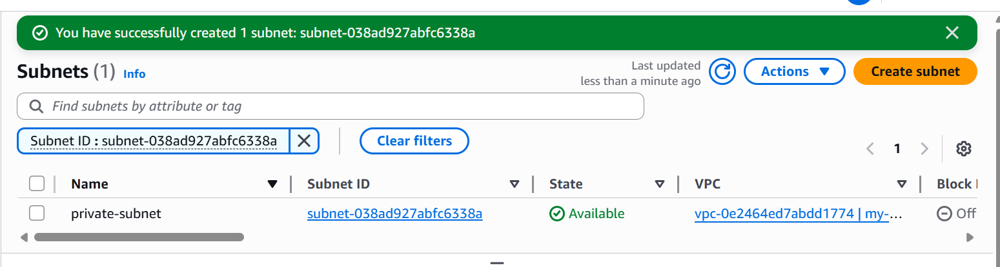 You have successfully created 1 subnet: subnet-038ad927abfc6338a
Subnets (1) Info
Last updated
less than a minute ago
Actions
Create subnet
Find subnets by attribute or tag
Subnet ID : subnet-038ad927abfc6338a
Clear filters
1
Name Subnet ID State VPC Block
private-subnet subnet-038ad927abfc6338a Available vpc-0e2464ed7abdd1774 | my-... Off